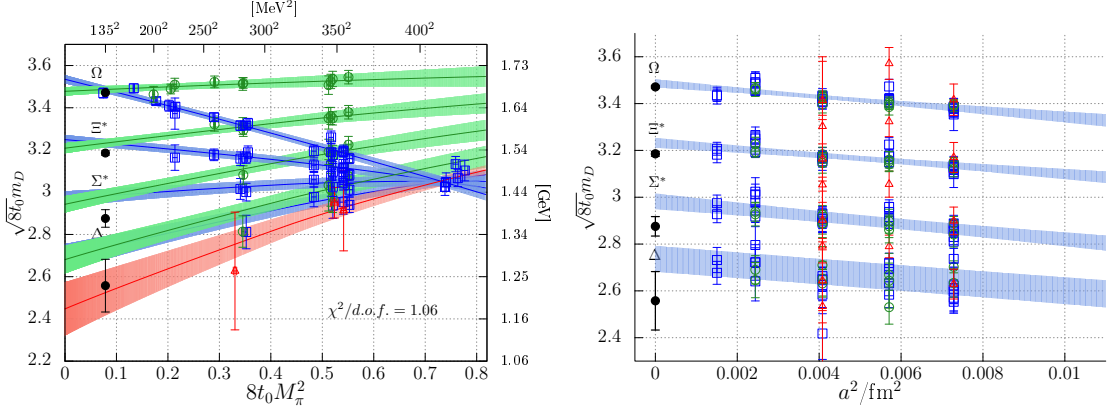 [MeV²]
135² 200² 250² 300² 350² 400²
3.6
3.4
3.2
3
2.8
2.6
2.4
2.2
√8t₀m_D
Ω
Ξ*
Σ*
Δ
χ²/d.o.f. = 1.06
1.73
1.64
1.54
1.44
1.34
1.25
1.16
1.06
[GeV]
0 0.1 0.2 0.3 0.4 0.5 0.6 0.7 0.8
8t₀M_π²
3.6
3.4
3.2
3
2.8
2.6
2.4
√8t₀m_D
Ω
Ξ*
Σ*
Δ
0 0.002 0.004 0.006 0.008 0.01
a²/fm²